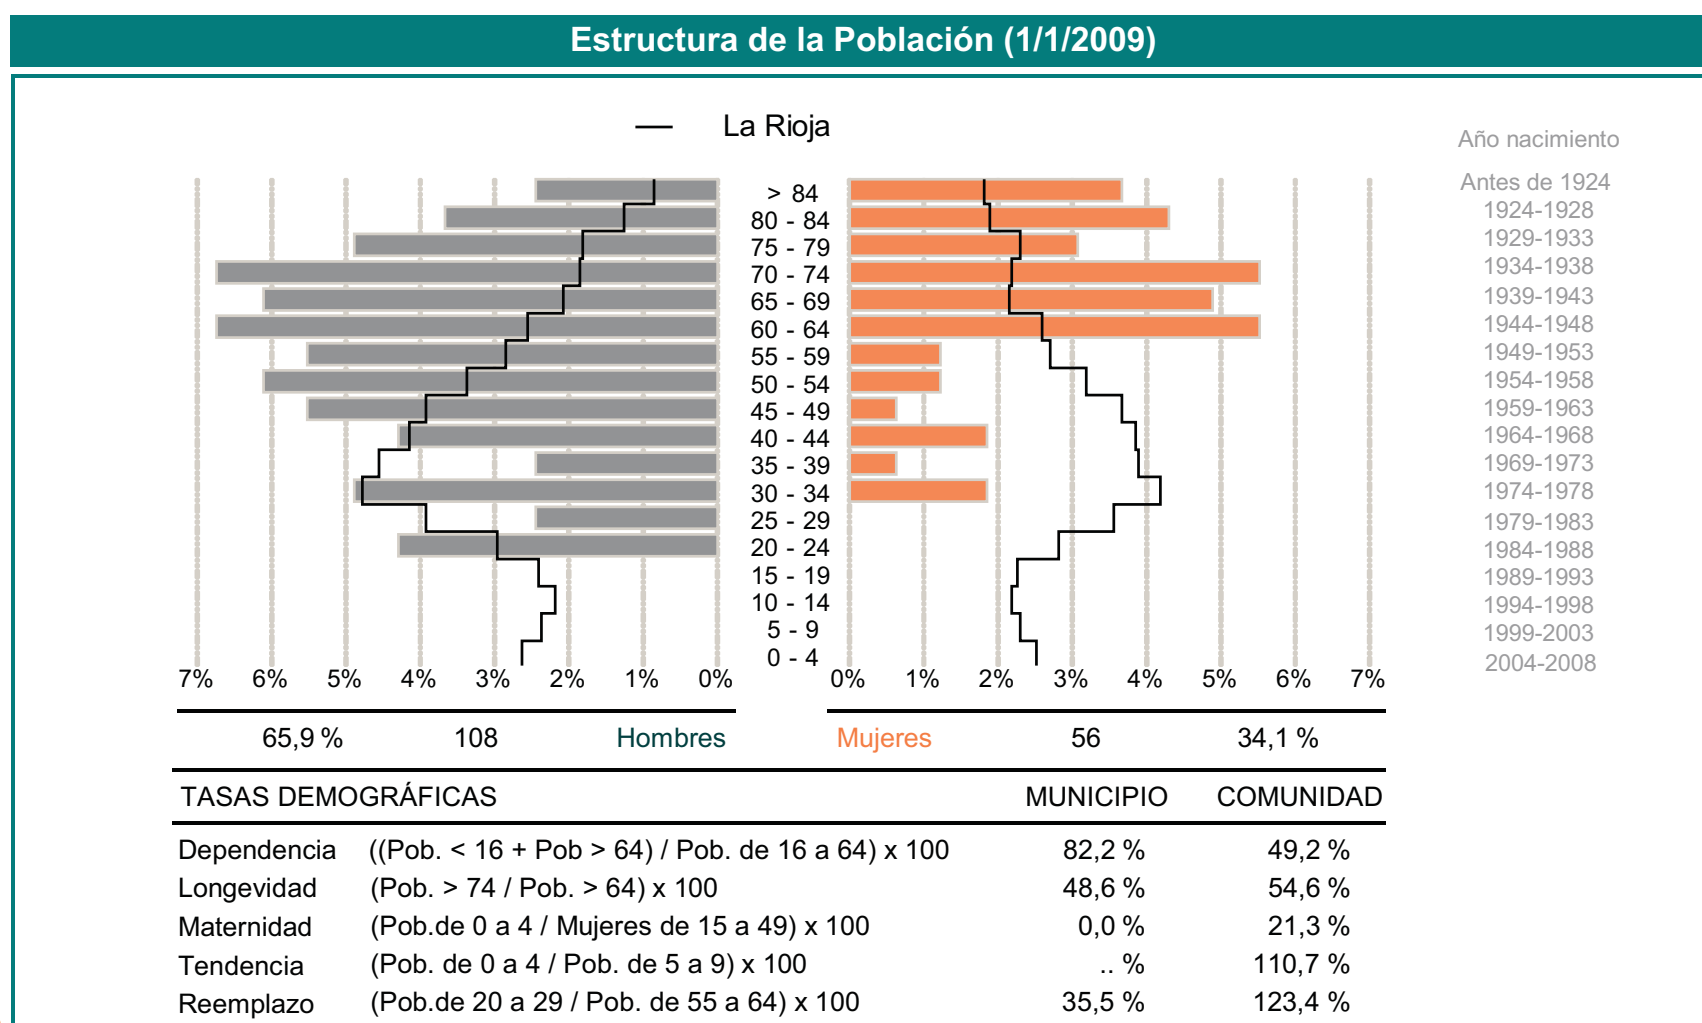 Estructura de la Población (1/1/2009)
La Rioja
Año nacimiento
> 84 Antes de 1924
80 - 84 1924-1928
75 - 79 1929-1933
70 - 74 1934-1938
65 - 69 1939-1943
60 - 64 1944-1948
55 - 59 1949-1953
50 - 54 1954-1958
45 - 49 1959-1963
40 - 44 1964-1968
35 - 39 1969-1973
30 - 34 1974-1978
25 - 29 1979-1983
20 - 24 1984-1988
15 - 19 1989-1993
10 - 14 1994-1998
5 - 9 1999-2003
0 - 4 2004-2008
7% 6% 5% 4% 3% 2% 1% 0% 0% 1% 2% 3% 4% 5% 6% 7%
65,9 % 108 Hombres Mujeres 56 34,1 %
TASAS DEMOGRÁFICAS MUNICIPIO COMUNIDAD
Dependencia ((Pob. < 16 + Pob > 64) / Pob. de 16 a 64) x 100 82,2 % 49,2 %
Longevidad (Pob. > 74 / Pob. > 64) x 100 48,6 % 54,6 %
Maternidad (Pob.de 0 a 4 / Mujeres de 15 a 49) x 100 0,0 % 21,3 %
Tendencia (Pob. de 0 a 4 / Pob. de 5 a 9) x 100 .. % 110,7 %
Reemplazo (Pob.de 20 a 29 / Pob. de 55 a 64) x 100 35,5 % 123,4 %